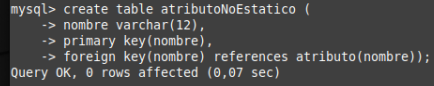 mysql> create table atributoNoEstatico (
    -> nombre varchar(12),
    -> primary key(nombre),
    -> foreign key(nombre) references atributo(nombre));
Query OK, 0 rows affected (0,07 sec)